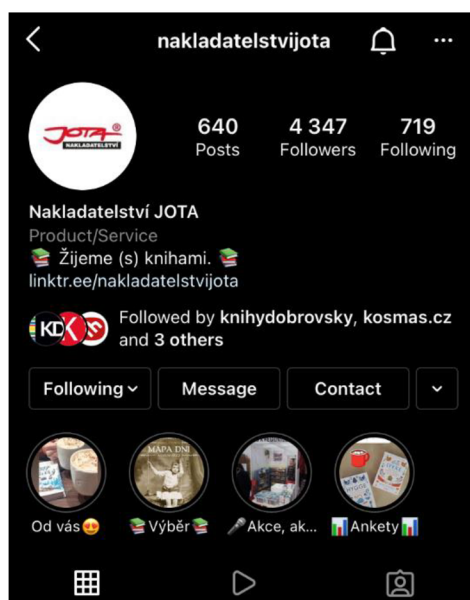 nakladatelstvijota
JOTA®
NAKLADATELSTVÍ
640
Posts
4 347
Followers
719
Following
Nakladatelství JOTA
Product/Service
📚 Žijeme (s) knihami. 📚
linktr.ee/nakladatelstvijota
KD
Followed by knihydobrovsky, kosmas.cz
and 3 others
Following
Message
Contact
MAPA DNÍ
Od vás😍
📚Výběr📚
🎤Akce, ak...
📊Ankety📊